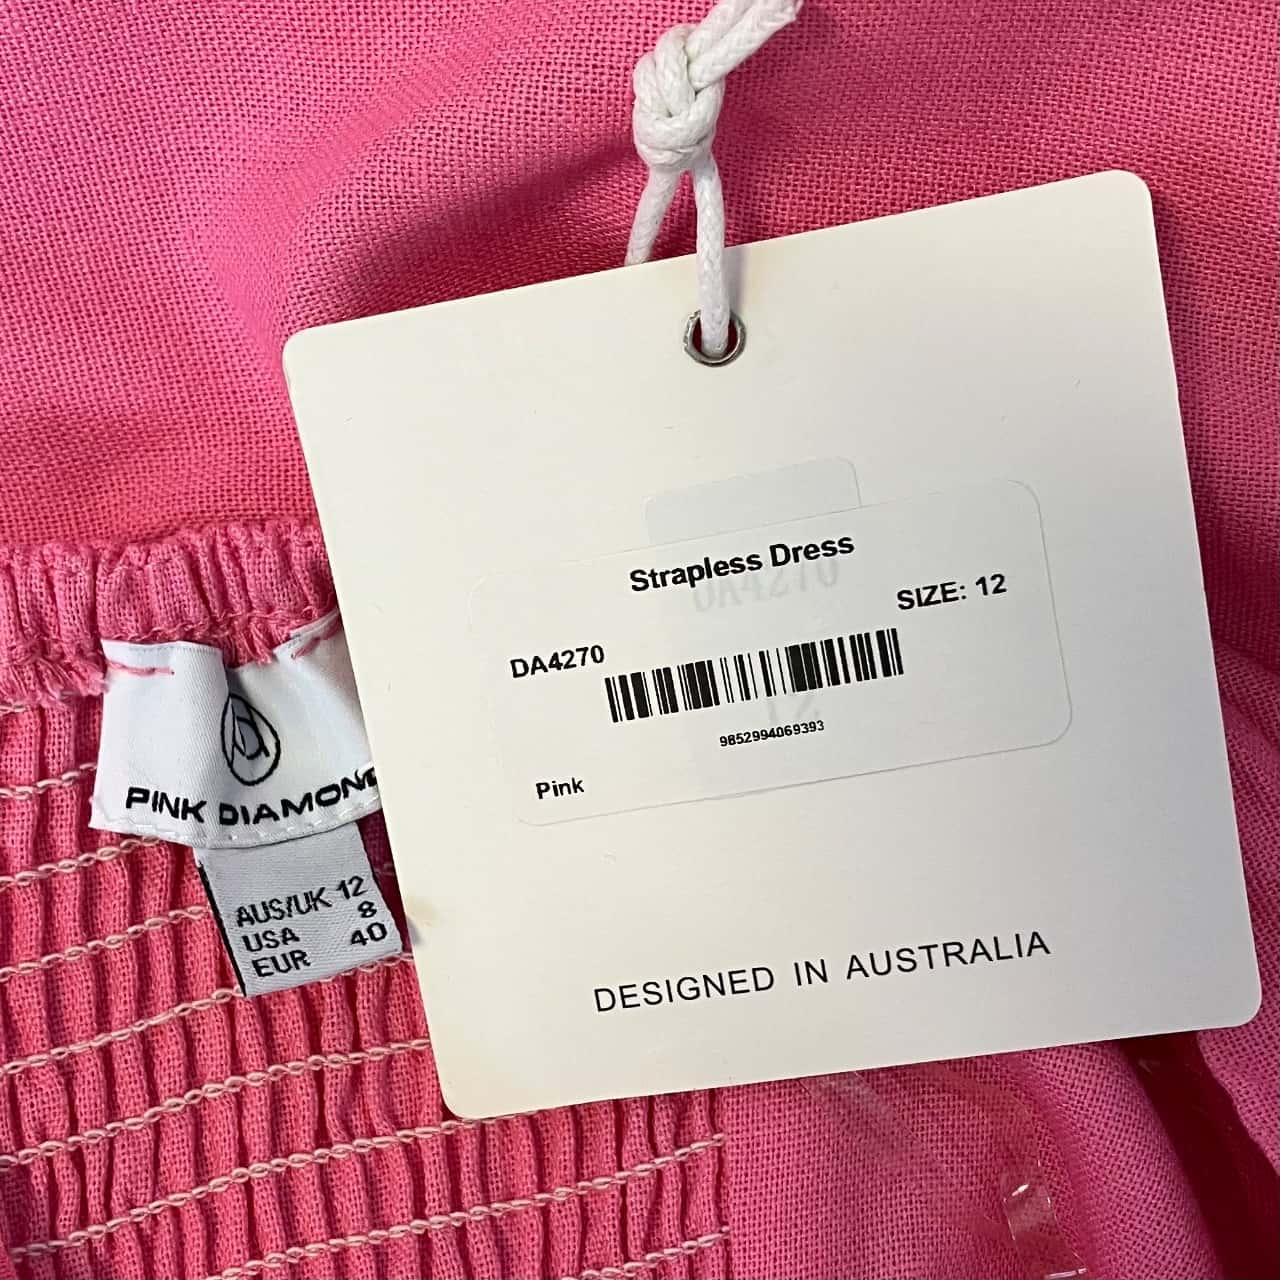 Strapless Dress
SIZE: 12
DA4270
9852994069393
Pink
DESIGNED IN AUSTRALIA
PINK DIAMOND
AUS/UK 12
USA 8
EUR 40